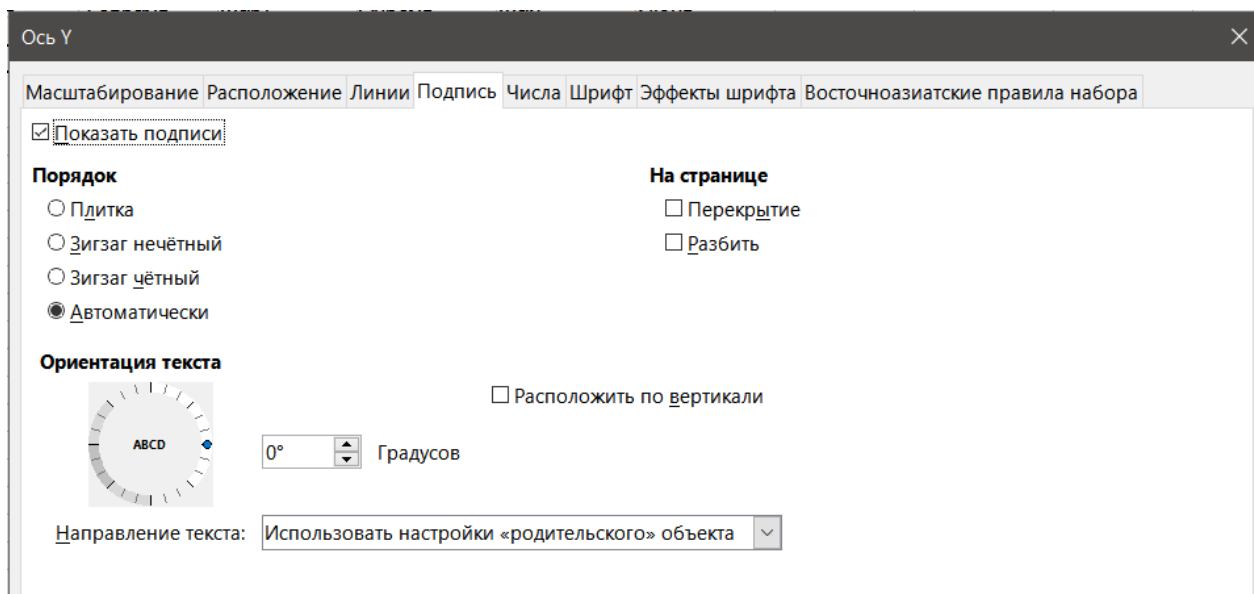 Ось Y
Масштабирование Расположение Линии Подпись Числа Шрифт Эффекты шрифта Восточноазиатские правила набора
Показать подписи
Порядок
Плитка
Зигзаг нечётный
Зигзаг чётный
Автоматически
На странице
Перекрытие
Разбить
Ориентация текста
ABCD
Расположить по вертикали
0° Градусов
Направление текста: Использовать настройки «родительского» объекта